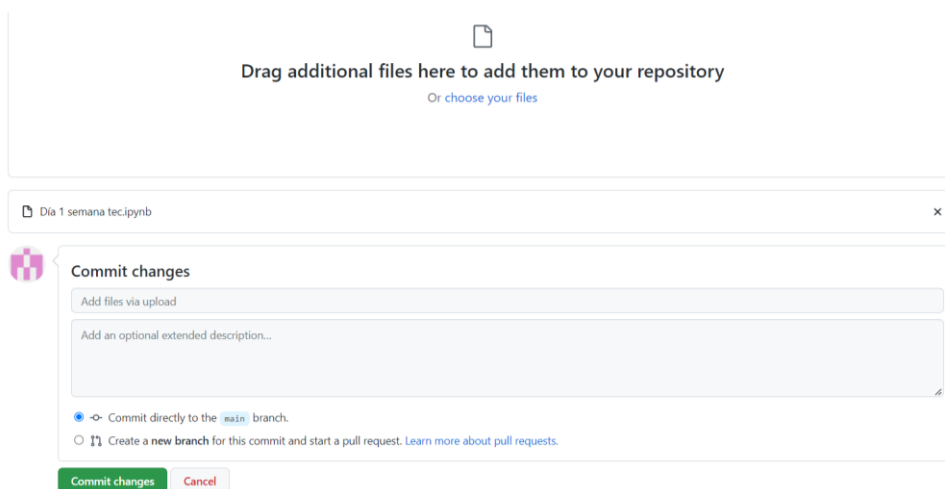 Drag additional files here to add them to your repository
Or choose your files
Día 1 semana tec.ipynb
Commit changes
Add files via upload
Add an optional extended description...
Commit directly to the main branch.
Create a new branch for this commit and start a pull request. Learn more about pull requests.
Commit changes Cancel